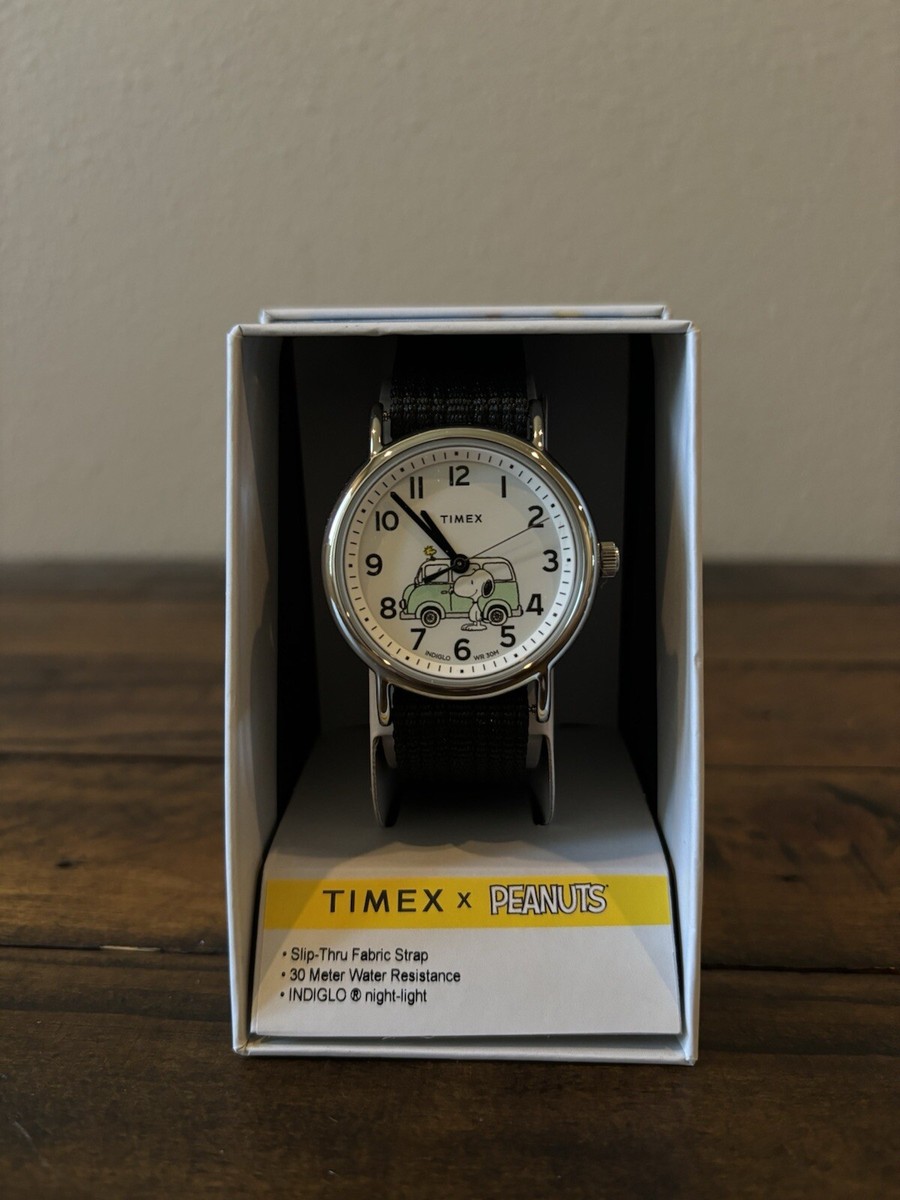 12
11
1
10
TIMEX
2
9
3
8
4
7
5
6
INDIGLO
WR 30M
TIMEX x PEANUTS
• Slip-Thru Fabric Strap
• 30 Meter Water Resistance
• INDIGLO ® night-light